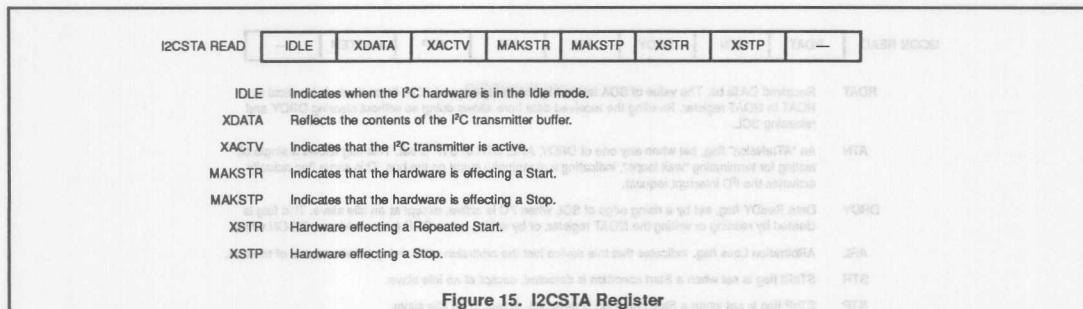 I2CSTA READ IDLE XDATA XACTV MAKSTR MAKSTP XSTR XSTP —
IDLE Indicates when the I²C hardware is in the Idle mode.
XDATA Reflects the contents of the I²C transmitter buffer.
XACTV Indicates that the I²C transmitter is active.
MAKSTR Indicates that the hardware is effecting a Start.
MAKSTP Indicates that the hardware is effecting a Stop.
XSTR Hardware effecting a Repeated Start.
XSTP Hardware effecting a Stop.
Figure 15. I2CSTA Register